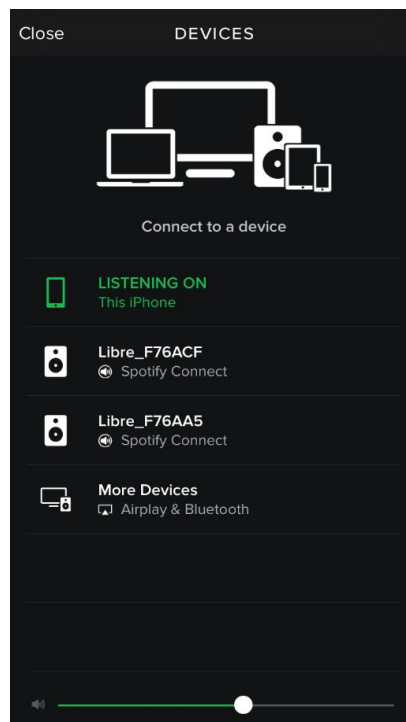 Close
DEVICES
Connect to a device
LISTENING ON
This iPhone
Libre_F76ACF
Spotify Connect
Libre_F76AA5
Spotify Connect
More Devices
Airplay & Bluetooth